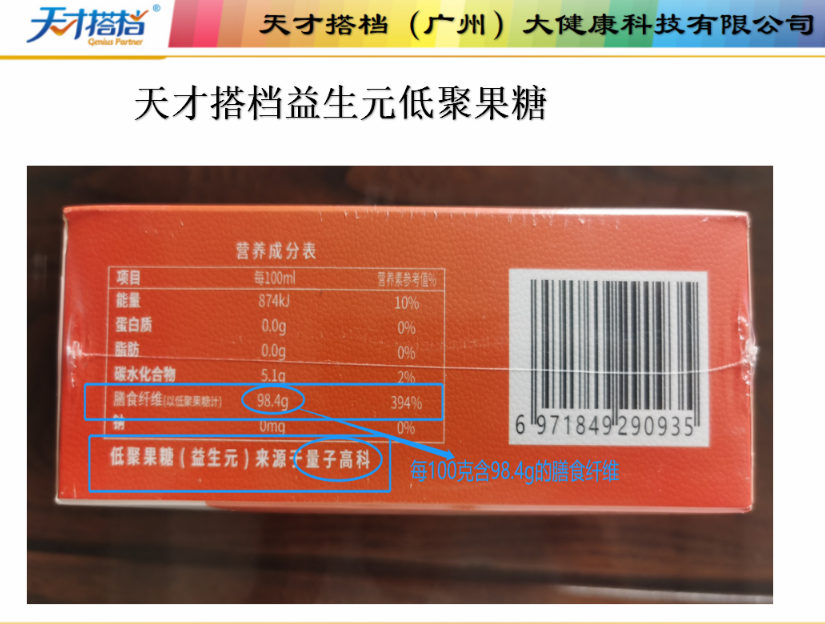 天才搭档®
Genius Partner
天才搭档（广州）大健康科技有限公司
天才搭档益生元低聚果糖
营养成分表
项目 每100ml 营养素参考值%
能量 874kJ 10%
蛋白质 0.0g 0%
脂肪 0.0g 0%
碳水化合物 5.1g 2%
膳食纤维(以低聚果糖计) 98.4g 394%
钠 0mg 0%
低聚果糖（益生元）来源于量子高科
每100克含98.4g的膳食纤维
6 971849 290935